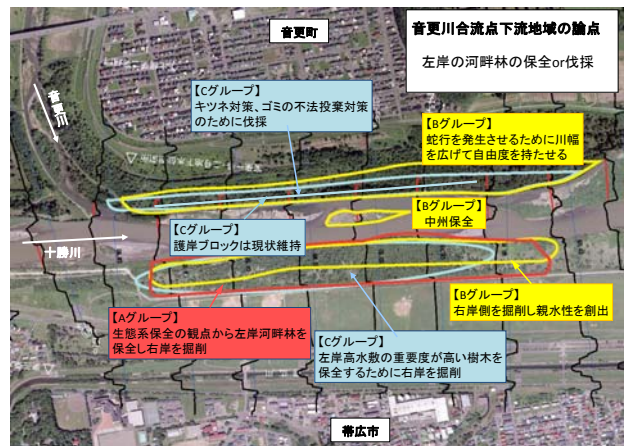 音更町
音更川合流点下流地域の論点
左岸の河畔林の保全or伐採
音更川
【Cグループ】
キツネ対策、ゴミの不法投棄対策
のために伐採
【Bグループ】
蛇行を発生させるために川幅
を広げて自由度を持たせる
【Cグループ】
護岸ブロックは現状維持
【Bグループ】
中州保全
十勝川
【Aグループ】
生態系保全の観点から左岸河畔林を
保全し右岸を掘削
【Cグループ】
左岸高水敷の重要度が高い樹木を
保全するために右岸を掘削
【Bグループ】
右岸側を掘削し親水性を創出
帯広市